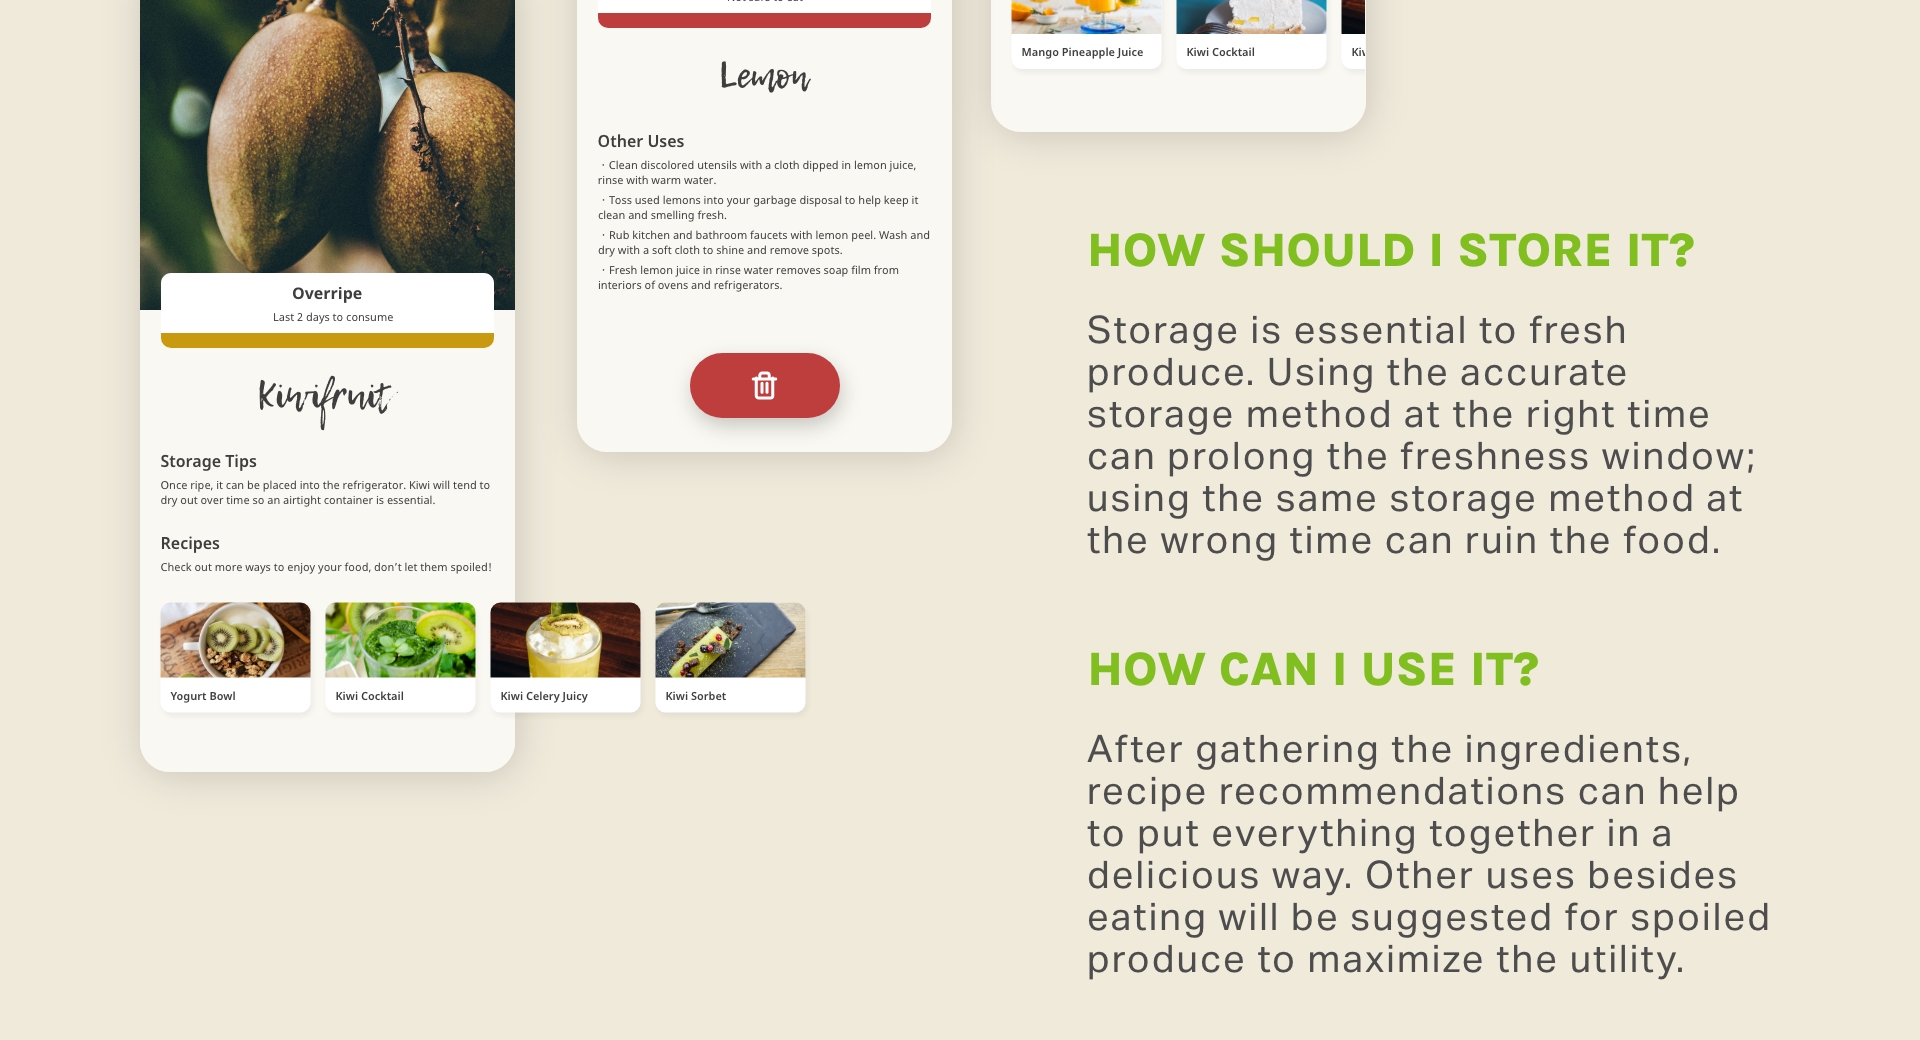 Overripe
Last 2 days to consume
Kiwifruit
Storage Tips
Once ripe, it can be placed into the refrigerator. Kiwi will tend to
dry out over time so an airtight container is essential.
Recipes
Check out more ways to enjoy your food, don’t let them spoiled!
Yogurt Bowl
Kiwi Cocktail
Kiwi Celery Juicy
Kiwi Sorbet
Lemon
Other Uses
· Clean discolored utensils with a cloth dipped in lemon juice,
rinse with warm water.
· Toss used lemons into your garbage disposal to help keep it
clean and smelling fresh.
· Rub kitchen and bathroom faucets with lemon peel. Wash and
dry with a soft cloth to shine and remove spots.
· Fresh lemon juice in rinse water removes soap film from
interiors of ovens and refrigerators.
Mango Pineapple Juice
Kiwi Cocktail
HOW SHOULD I STORE IT?
Storage is essential to fresh
produce. Using the accurate
storage method at the right time
can prolong the freshness window;
using the same storage method at
the wrong time can ruin the food.
HOW CAN I USE IT?
After gathering the ingredients,
recipe recommendations can help
to put everything together in a
delicious way. Other uses besides
eating will be suggested for spoiled
produce to maximize the utility.